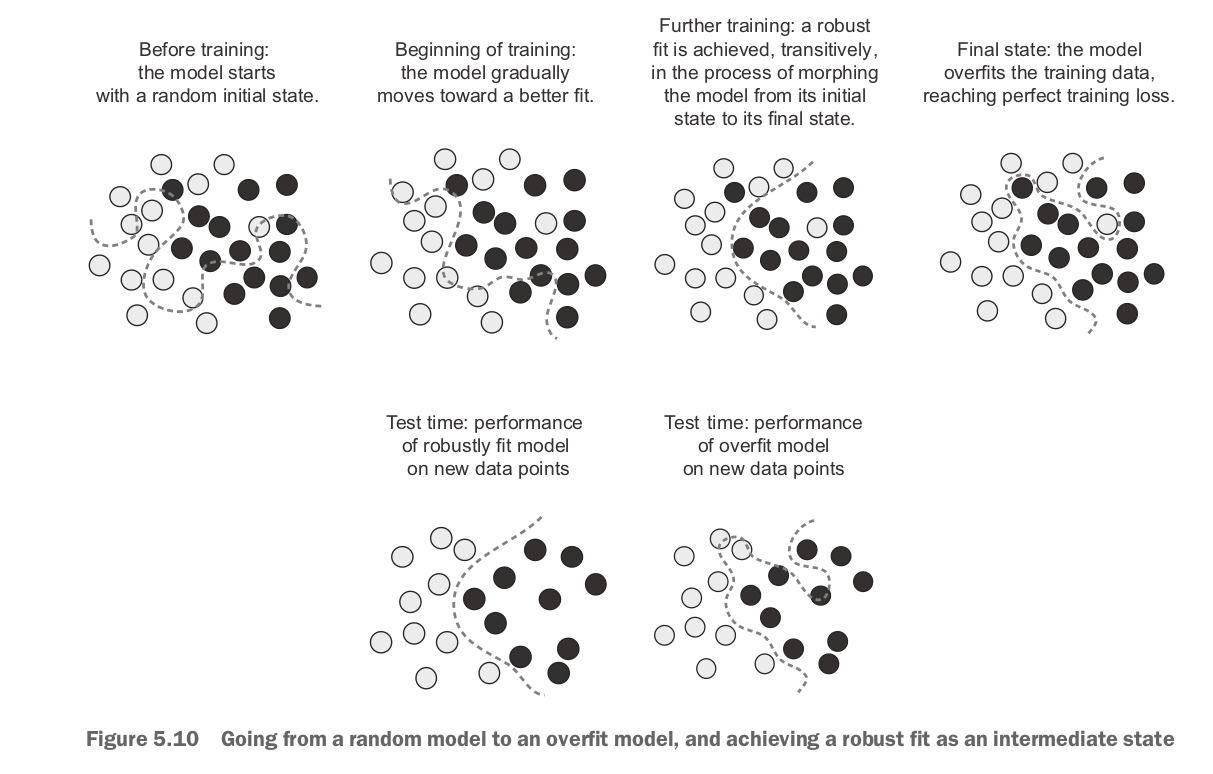 Before training:
the model starts
with a random initial state.
Beginning of training:
the model gradually
moves toward a better fit.
Further training: a robust
fit is achieved, transitively,
in the process of morphing
the model from its initial
state to its final state.
Final state: the model
overfits the training data,
reaching perfect training loss.
Test time: performance
of robustly fit model
on new data points
Test time: performance
of overfit model
on new data points
Figure 5.10 Going from a random model to an overfit model, and achieving a robust fit as an intermediate state